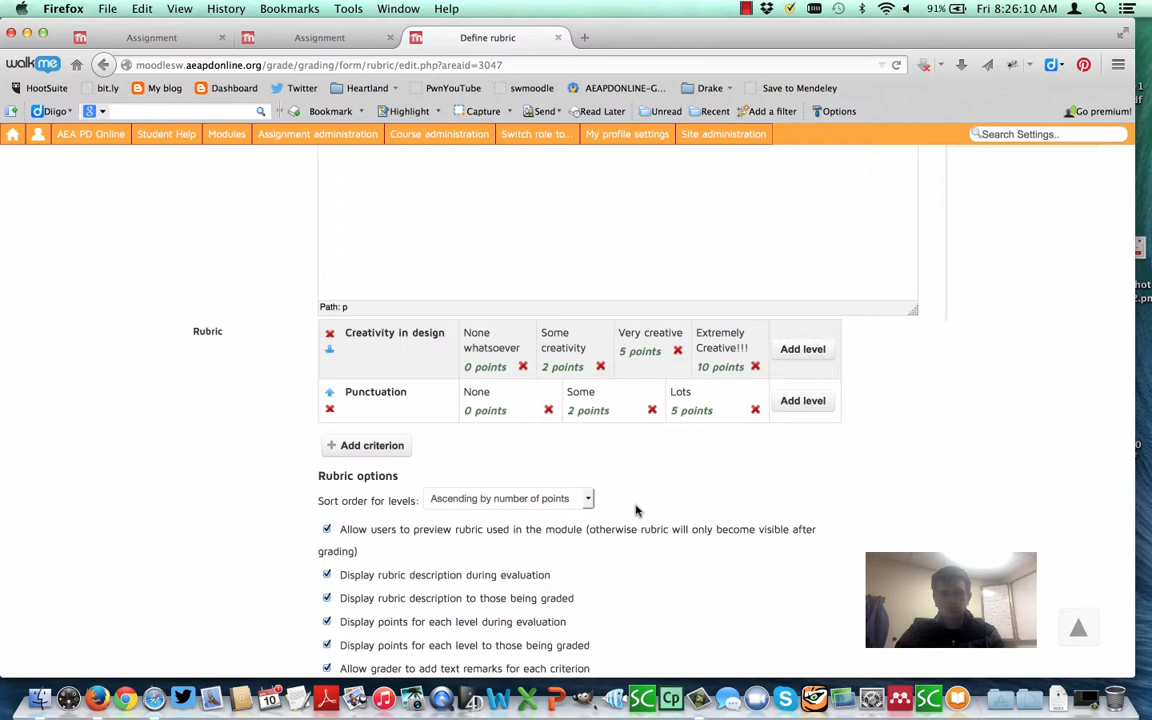 Firefox File Edit View History Bookmarks Tools Window Help 91% Fri 8:26:10 AM
Assignment Assignment Define rubric
walkme moodlesw.aeapdonline.org/grade/grading/form/rubric/edit.php?areaid=3047
HootSuite bit.ly My blog Dashboard Twitter Heartland PwnYouTube swmoodle AEAPDONLINE-G... Drake Save to Mendeley
Diigo Bookmark Highlight Capture Send Read Later Unread Recent Add a filter Options Go premium!
AEA PD Online Student Help Modules Assignment administration Course administration Switch role to... My profile settings Site administration Search Settings..
Path: p
Rubric
Creativity in design None whatsoever 0 points Some creativity 2 points Very creative 5 points Extremely Creative!!! 10 points Add level
Punctuation None 0 points Some 2 points Lots 5 points Add level
Add criterion
Rubric options
Sort order for levels: Ascending by number of points
Allow users to preview rubric used in the module (otherwise rubric will only become visible after
grading)
Display rubric description during evaluation
Display rubric description to those being graded
Display points for each level during evaluation
Display points for each level to those being graded
Allow grader to add text remarks for each criterion